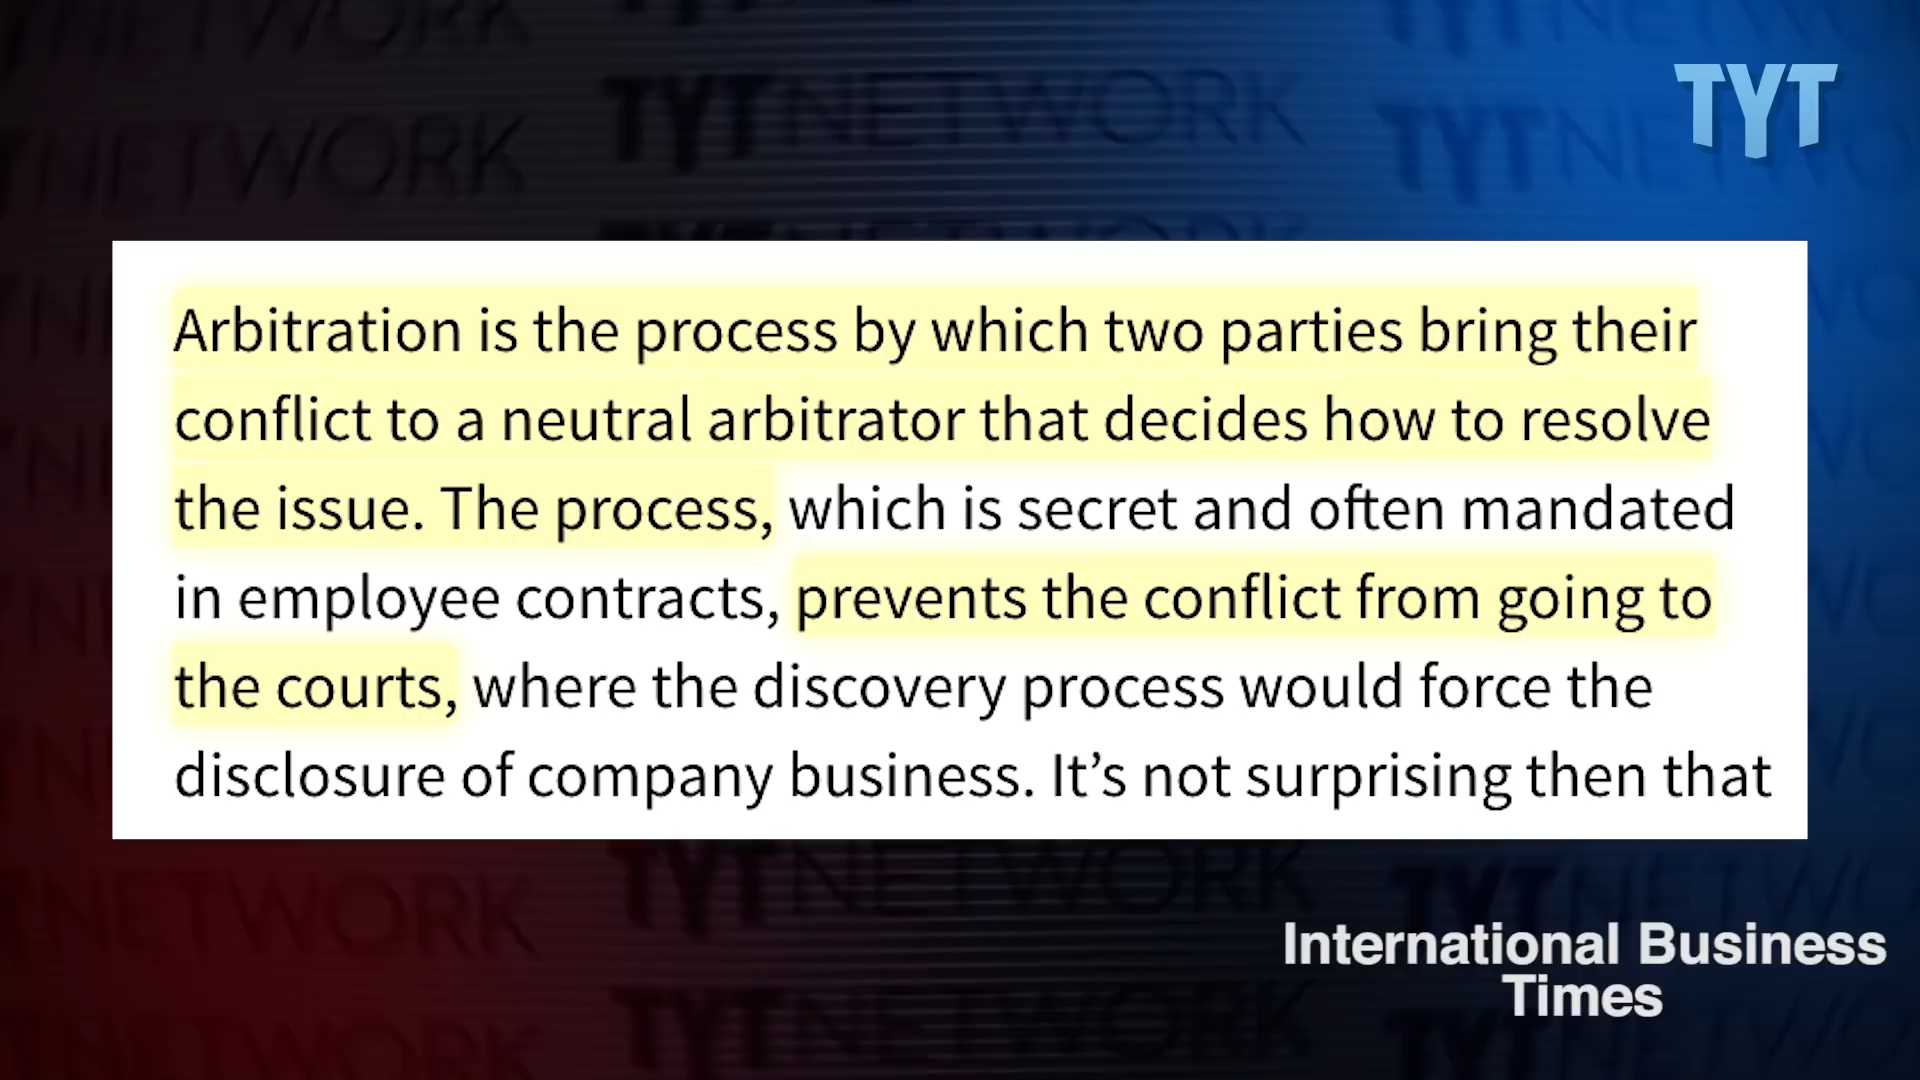 TYT
Arbitration is the process by which two parties bring their
conflict to a neutral arbitrator that decides how to resolve
the issue. The process, which is secret and often mandated
in employee contracts, prevents the conflict from going to
the courts, where the discovery process would force the
disclosure of company business. It’s not surprising then that
International Business
Times
TYTNETWORK
NETWORK